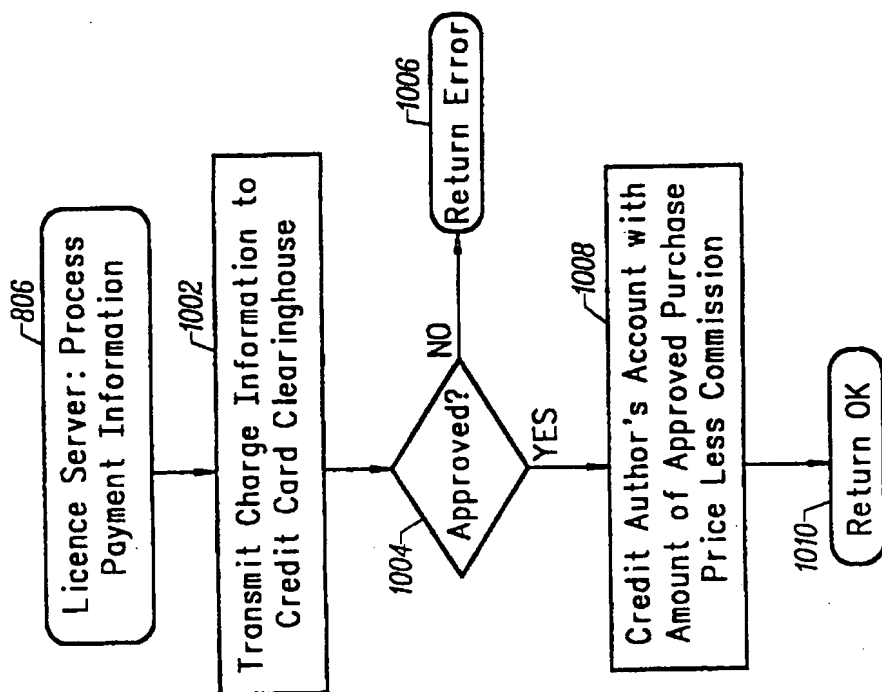 806
Licence Server: Process
Payment Information
1002
Transmit Charge Information to
Credit Card Clearinghouse
1004
Approved?
NO
1006
Return Error
YES
1008
Credit Author's Account with
Amount of Approved Purchase
Price Less Commission
1010
Return OK